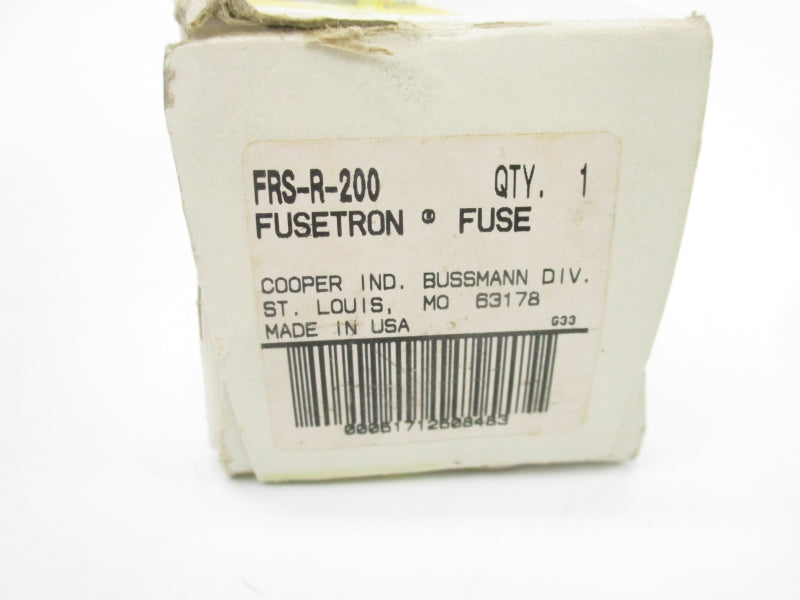 FRS-R-200 QTY. 1
FUSETRON ® FUSE
COOPER IND. BUSSMANN DIV.
ST. LOUIS, MO 63178
MADE IN USA G33